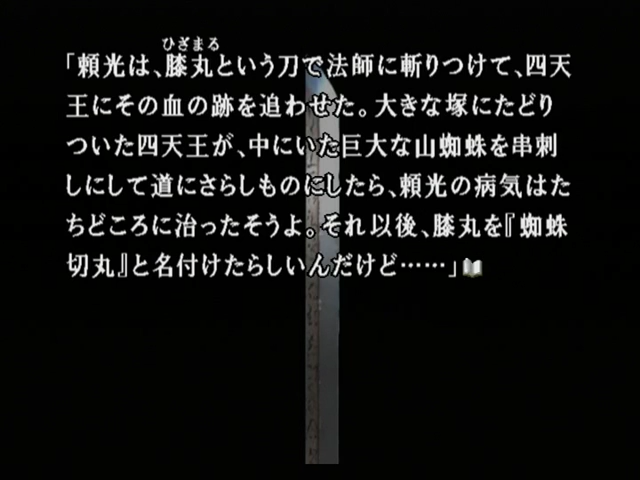 ひざまる
「頼光は、膝丸という刀で法師に斬りつけて、四天
王にその血の跡を追わせた。大きな塚にたどり
ついた四天王が、中にいた巨大な山蜘蛛を串刺
しにして道にさらしものにしたら、頼光の病気はた
ちどころに治ったそうよ。それ以後、膝丸を『蜘蛛
切丸』と名付けたらしいんだけど……」